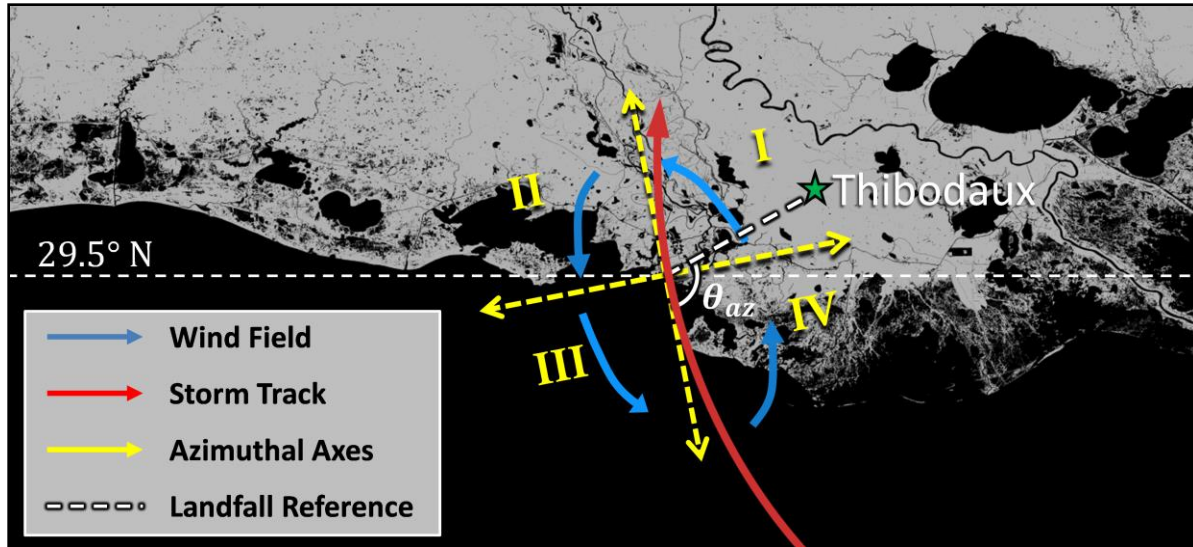 I
II
Thibodaux
29.5° N
θaz
IV
III
Wind Field
Storm Track
Azimuthal Axes
Landfall Reference